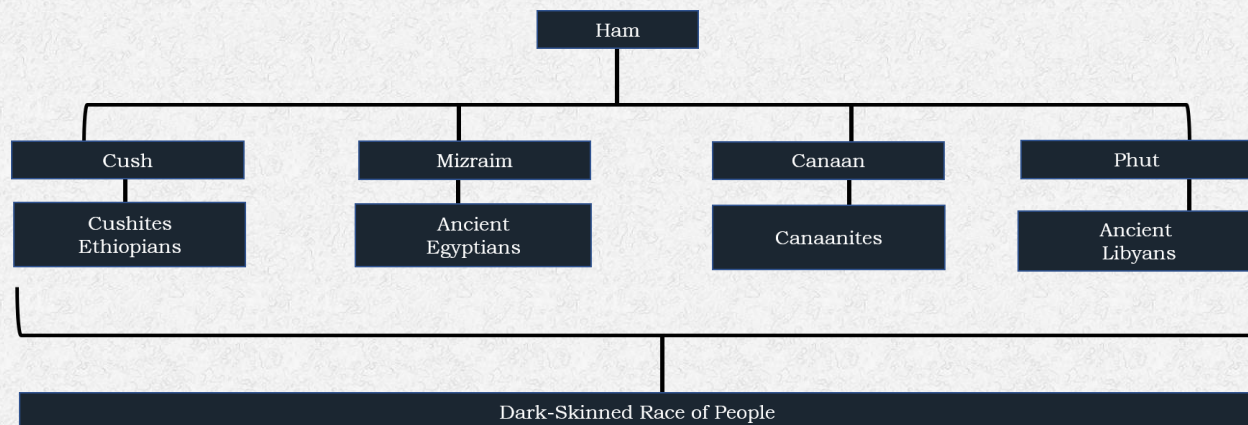 Ham
Cush
Mizraim
Canaan
Phut
Cushites
Ethiopians
Ancient
Egyptians
Canaanites
Ancient
Libyans
Dark-Skinned Race of People